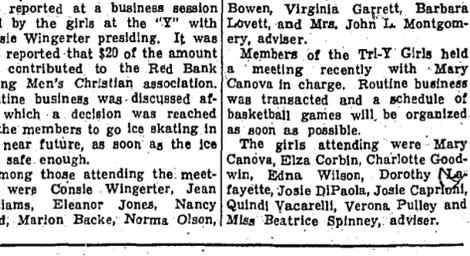 reported at a business session
by the girls at the "Y" with
sie Wingerter presiding. It was
reported that $20 of the amount
contributed to the Red Bank
ng Men's Christian association.
tine business was discussed af-
which a decision was reached
the members to go ice skating in
near future, as soon as the ice
safe enough.
mong those attending the meet-
were Consie Wingerter, Jean
iams, Eleanor Jones, Nancy
d, Marion Backe, Norma Olson,
Bowen, Virginia Garrett, Barbara
Lovett, and Mrs. John L. Montgom-
ery, adviser.
Members of the Tri-Y Girls held
a meeting recently with Mary
Canova in charge. Routine business
was transacted and a schedule of
basketball games will be organized
as soon as possible.
The girls attending were Mary
Canova, Elza Corbin, Charlotte Good-
win, Edna Wilson, Dorothy La-
fayette, Josie DiPaola, Josie Caprioni,
Quindi Vacarelli, Verona Pulley and
Miss Beatrice Spinney, adviser.